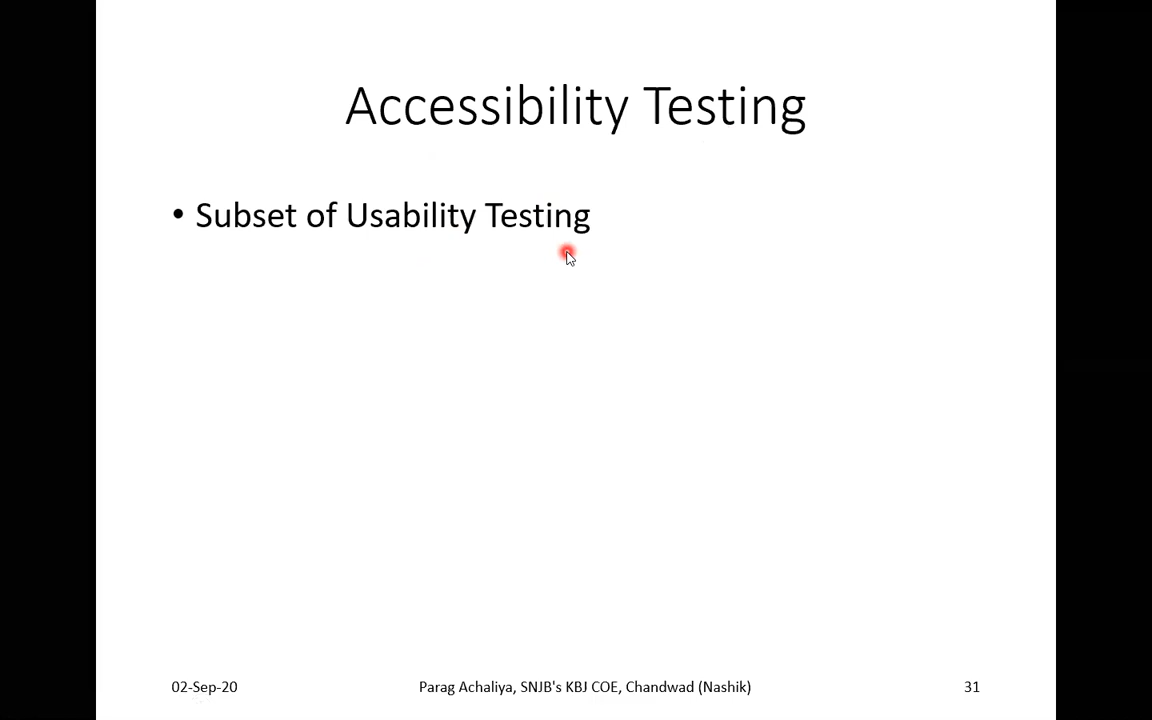 Accessibility Testing
• Subset of Usability Testing
02-Sep-20 Parag Achaliya, SNJB's KBJ COE, Chandwad (Nashik) 31